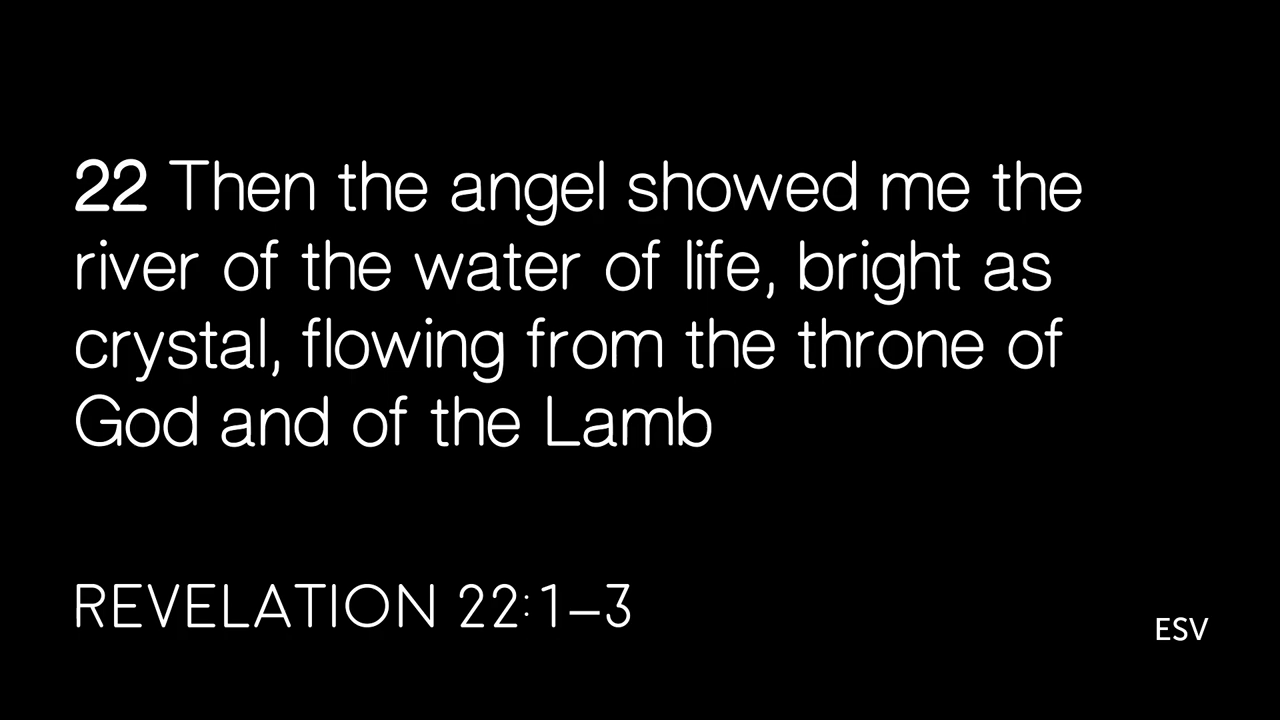 22 Then the angel showed me the
river of the water of life, bright as
crystal, flowing from the throne of
God and of the Lamb
REVELATION 22:1–3
ESV